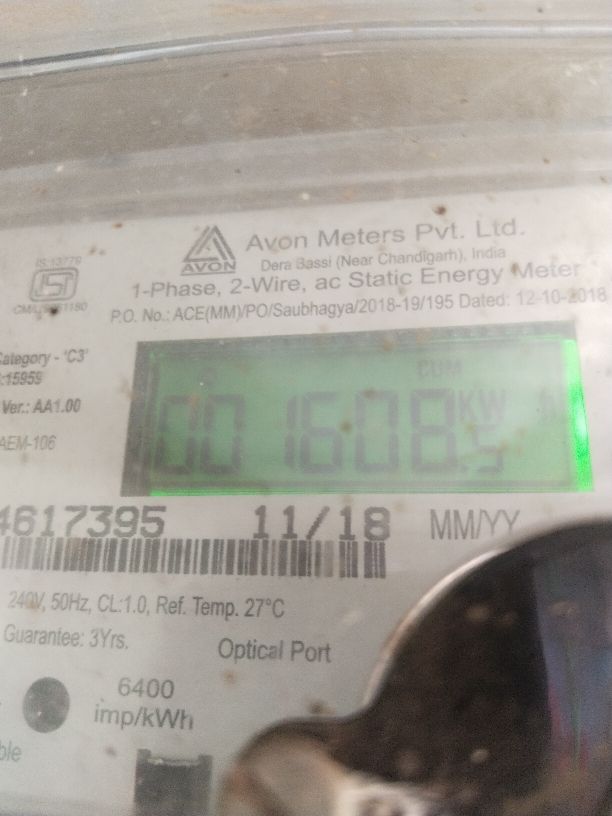 Avon Meters Pvt. Ltd.
AVON
Dera Bassi (Near Chandigarh), India
IS:13779
1-Phase, 2-Wire, ac Static Energy Meter
P.O. No.: ACE(MM)/PO/Saubhagya/2018-19/195 Dated: 12-10-2018
Category - 'C3'
:15959
Ver.: AA1.00
AEM-106
CUM
001608.5 KW
4617395 11/18 MM/YY
240V, 50Hz, CL:1.0, Ref. Temp. 27°C
Guarantee: 3Yrs.
Optical Port
6400
imp/kWh